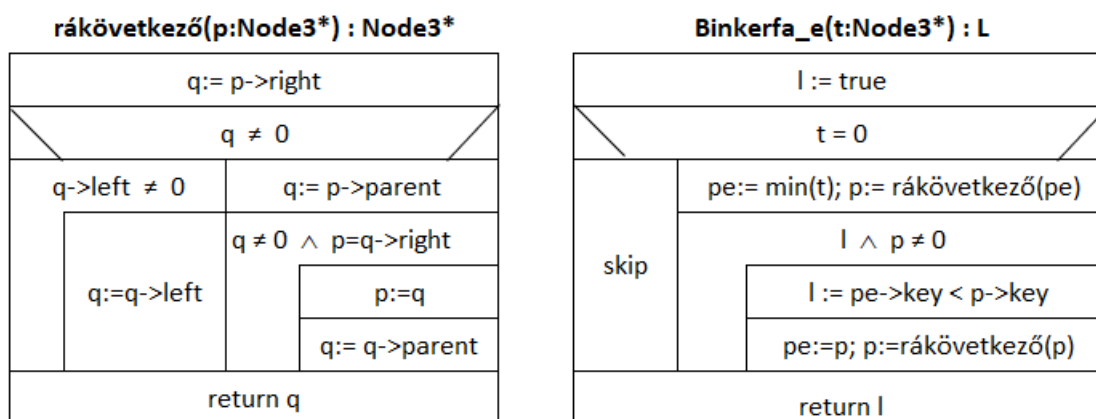 rákövetkező(p:Node3*) : Node3*
q:= p->right
q ≠ 0
q->left ≠ 0
q:= p->parent
q:=q->left
q ≠ 0 ∧ p=q->right
p:=q
q:= q->parent
return q
Binkerfa_e(t:Node3*) : L
l := true
t = 0
skip
pe:= min(t); p:= rákövetkező(pe)
l ∧ p ≠ 0
l := pe->key < p->key
pe:=p; p:=rákövetkező(p)
return l